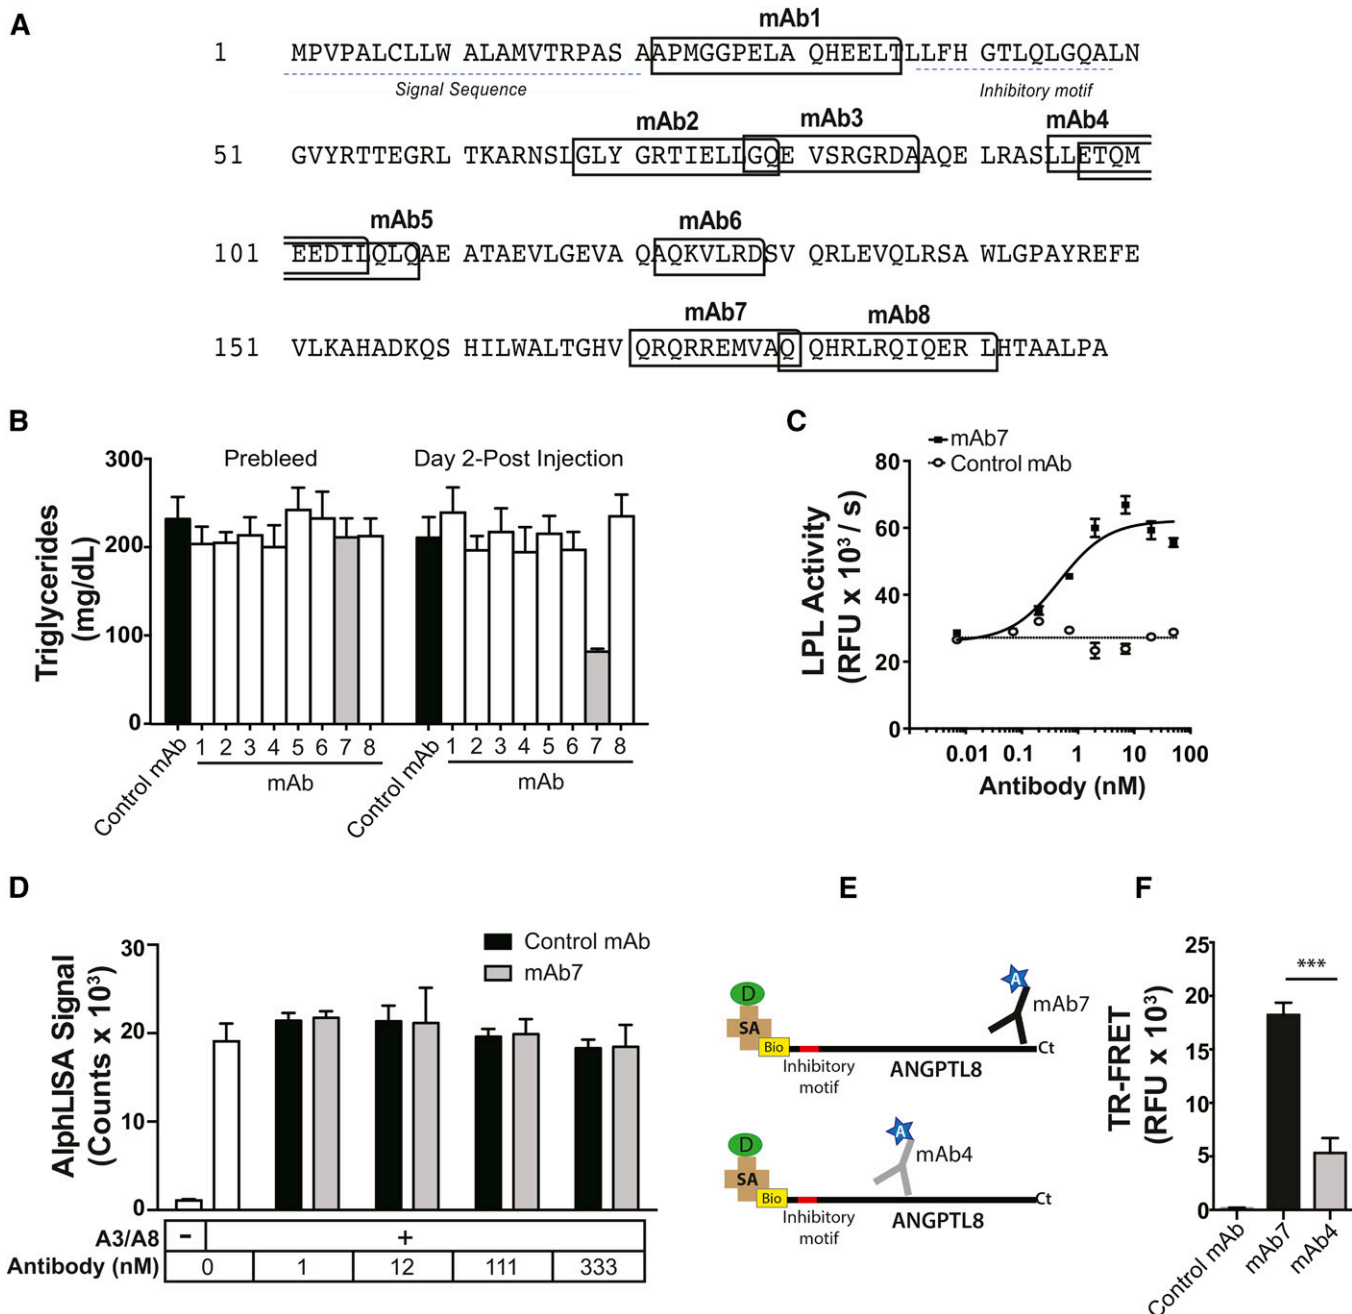 A
mAb1
1 MPVPALCLLW ALAMVTRPAS AAPMGGPELA QHEELTLLFH GTLQLGQALN
Signal Sequence Inhibitory motif
mAb2 mAb3 mAb4
51 GVYRTTEGRL TKARNSLGLY GRTIELLGQE VSRGRDAAQE LRASLLETQM
mAb5 mAb6
101 EEDILQLQAE ATAEVLGEVA QAQKVLRDSV QRLEVQLRSA WLGPAYREFE
mAb7 mAb8
151 VLKAHADKQS HILWALTGHV QRQRREMVAQ QHRLRQIQER LHTAALPA
B
Triglycerides
(mg/dL)
300
200
100
0
Prebleed Day 2-Post Injection
Control mAb 1 2 3 4 5 6 7 8
mAb
Control mAb 1 2 3 4 5 6 7 8
mAb
C
mAb7
Control mAb
LPL Activity
(RFU x 10³ / s)
80
60
40
20
0
0.01 0.1 1 10 100
Antibody (nM)
D
Control mAb
mAb7
AlphLISA Signal
(Counts x 10³)
30
20
10
0
A3/A8 - +
Antibody (nM) 0 1 12 111 333
E
D
SA
Bio
A
mAb7
Ct
Inhibitory
motif
ANGPTL8
D
SA
Bio
A
mAb4
Ct
Inhibitory
motif
ANGPTL8
F
TR-FRET
(RFU x 10³)
25
20
15
10
5
0
***
Control mAb
mAb7
mAb4